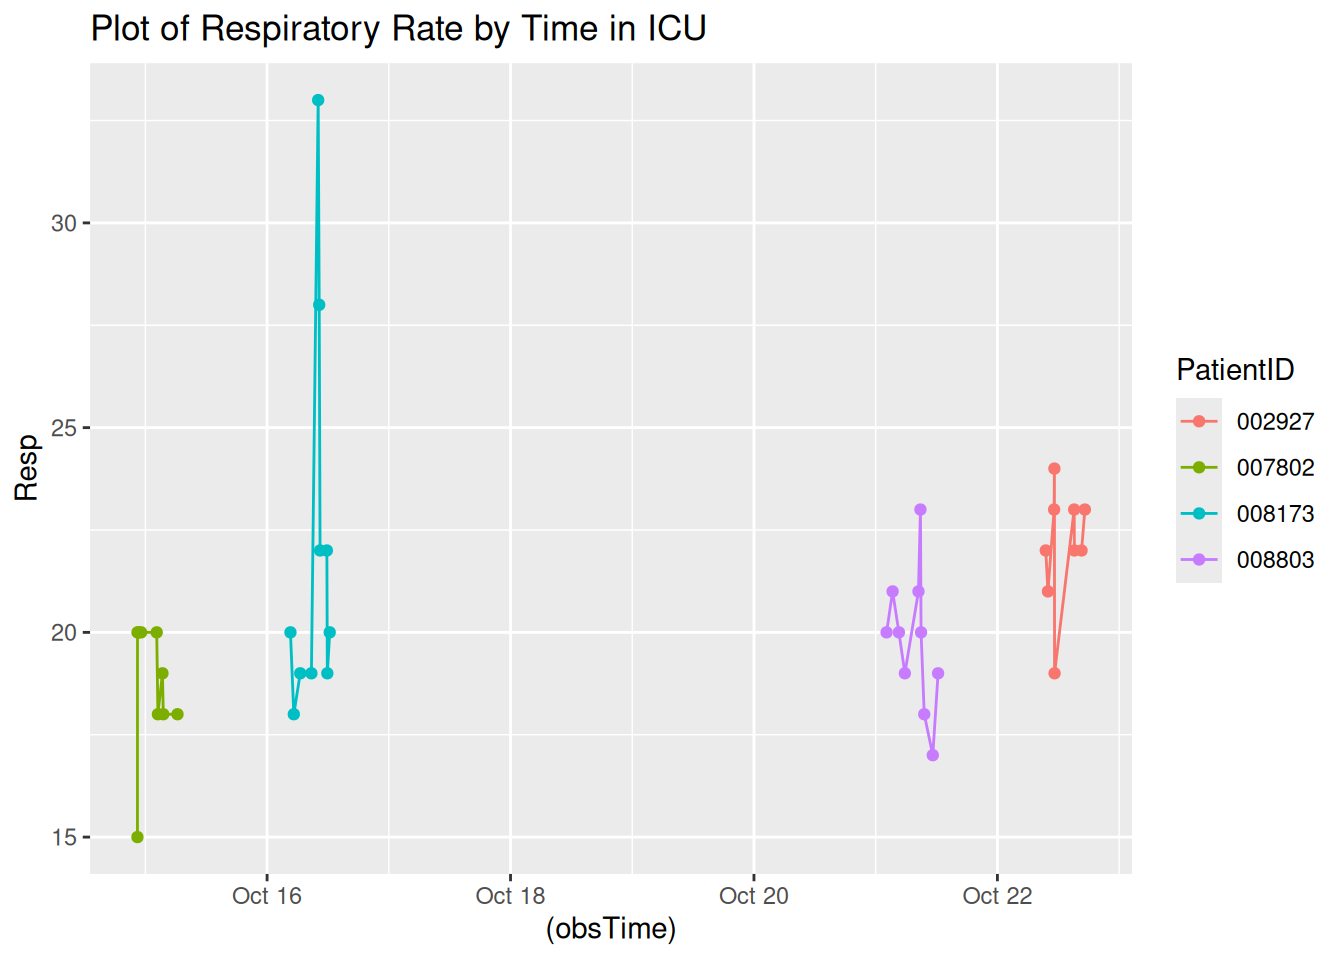 Plot of Respiratory Rate by Time in ICU
30
25
20
15
Resp
Oct 16 Oct 18 Oct 20 Oct 22
(obsTime)
PatientID
002927
007802
008173
008803